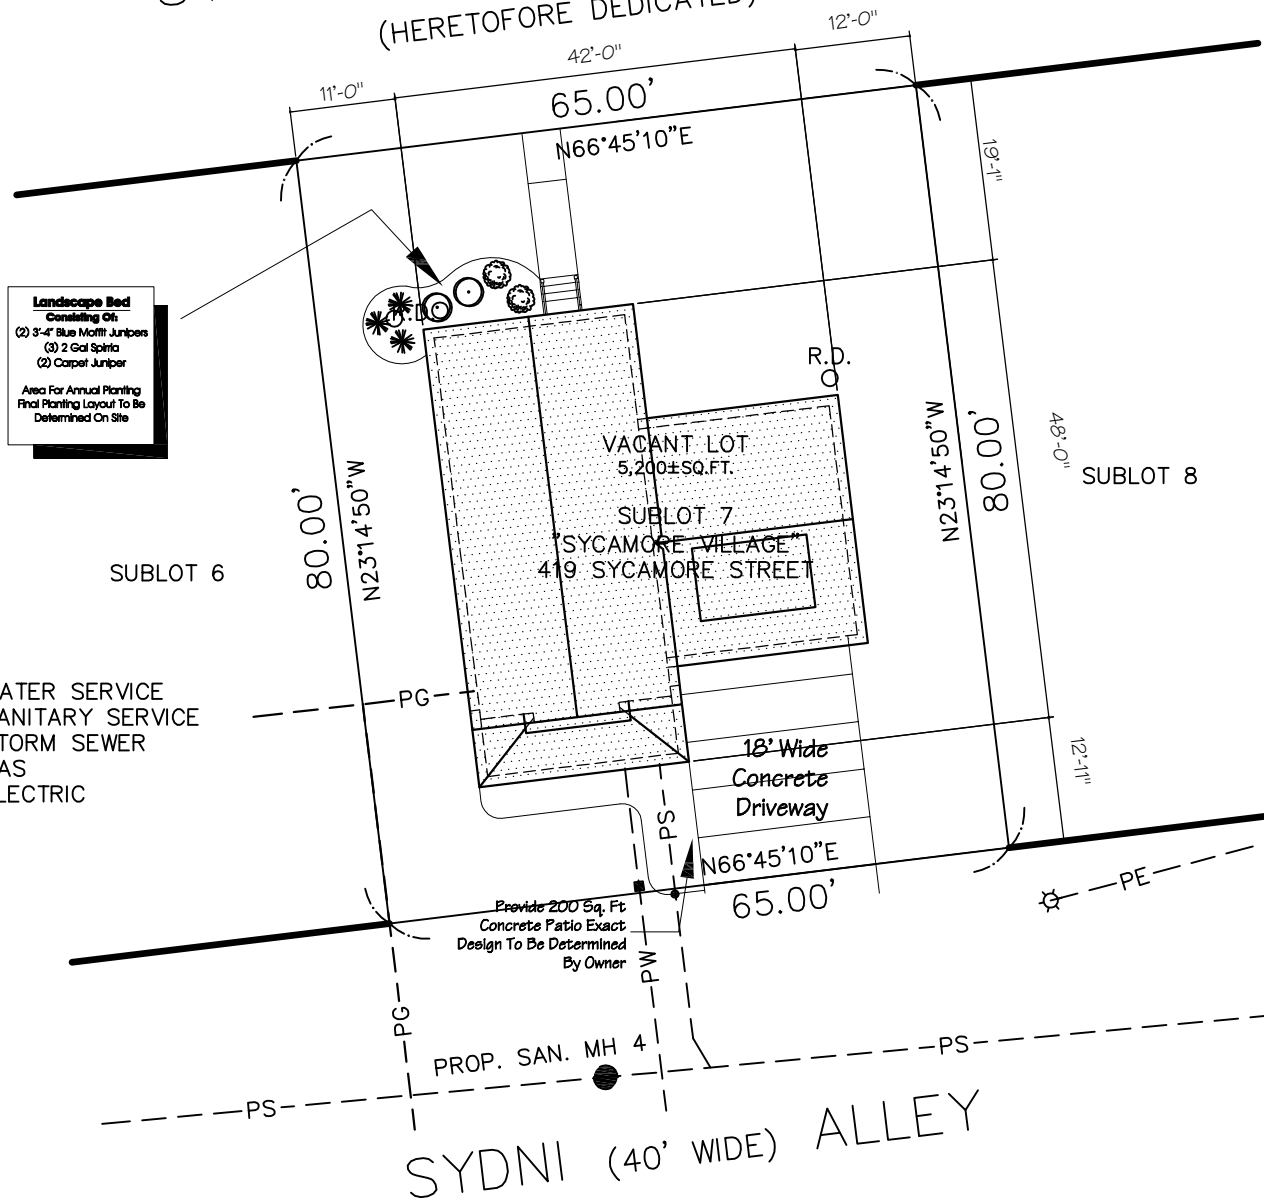 (HERETOFORE DEDICATED)
11'-0"
42'-0"
12'-0"
65.00'
N66°45'10"E
19'-1"
Landscape Bed
Consisting Of:
(2) 3'-4" Blue Moffit Junipers
(3) 2 Gal Spirria
(2) Carpet Juniper
Area For Annual Planting
Final Planting Layout To Be
Determined On Site
R.D.
R.D.
VACANT LOT
5,200±SQ.FT.
SUBLOT 7
"SYCAMORE VILLAGE"
419 SYCAMORE STREET
80.00'
N23°14'50"W
N23°14'50"W
80.00'
48'-0"
SUBLOT 8
SUBLOT 6
ATER SERVICE
ANITARY SERVICE
TORM SEWER
AS
LECTRIC
PG
18' Wide
Concrete
Driveway
12'-11"
PS
N66°45'10"E
65.00'
PE
Provide 200 Sq. Ft
Concrete Patio Exact
Design To Be Determined
By Owner
PW
PG
PROP. SAN. MH 4
PS
PS
SYDNI (40' WIDE) ALLEY